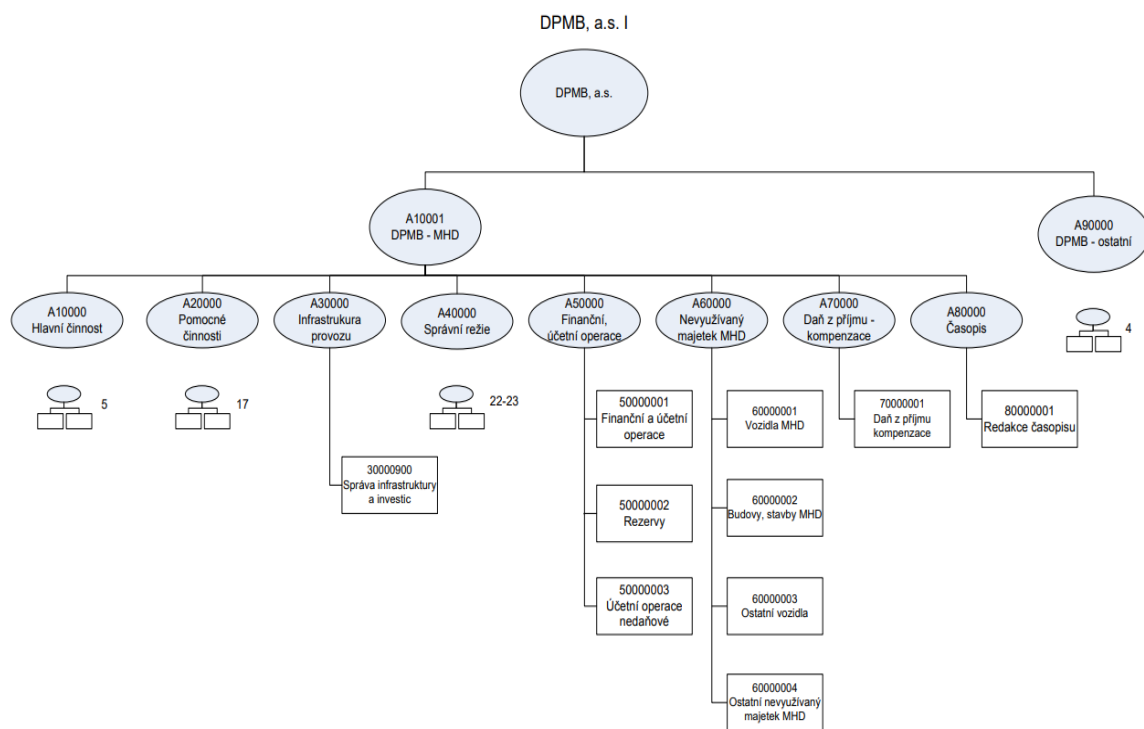 DPMB, a.s. I
DPMB, a.s.
A10001
DPMB - MHD
A90000
DPMB - ostatní
A10000
Hlavní činnost
A20000
Pomocné
činnosti
A30000
Infrastrukura
provozu
A40000
Správní režie
A50000
Finanční,
účetní operace
A60000
Nevyužívaný
majetek MHD
A70000
Daň z příjmu -
kompenzace
A80000
Časopis
4
5
17
22-23
50000001
Finanční a účetní
operace
60000001
Vozidla MHD
70000001
Daň z příjmu
kompenzace
80000001
Redakce časopisu
30000900
Správa infrastruktury
a investic
50000002
Rezervy
60000002
Budovy, stavby MHD
50000003
Účetní operace
nedaňové
60000003
Ostatní vozidla
60000004
Ostatní nevyužívaný
majetek MHD